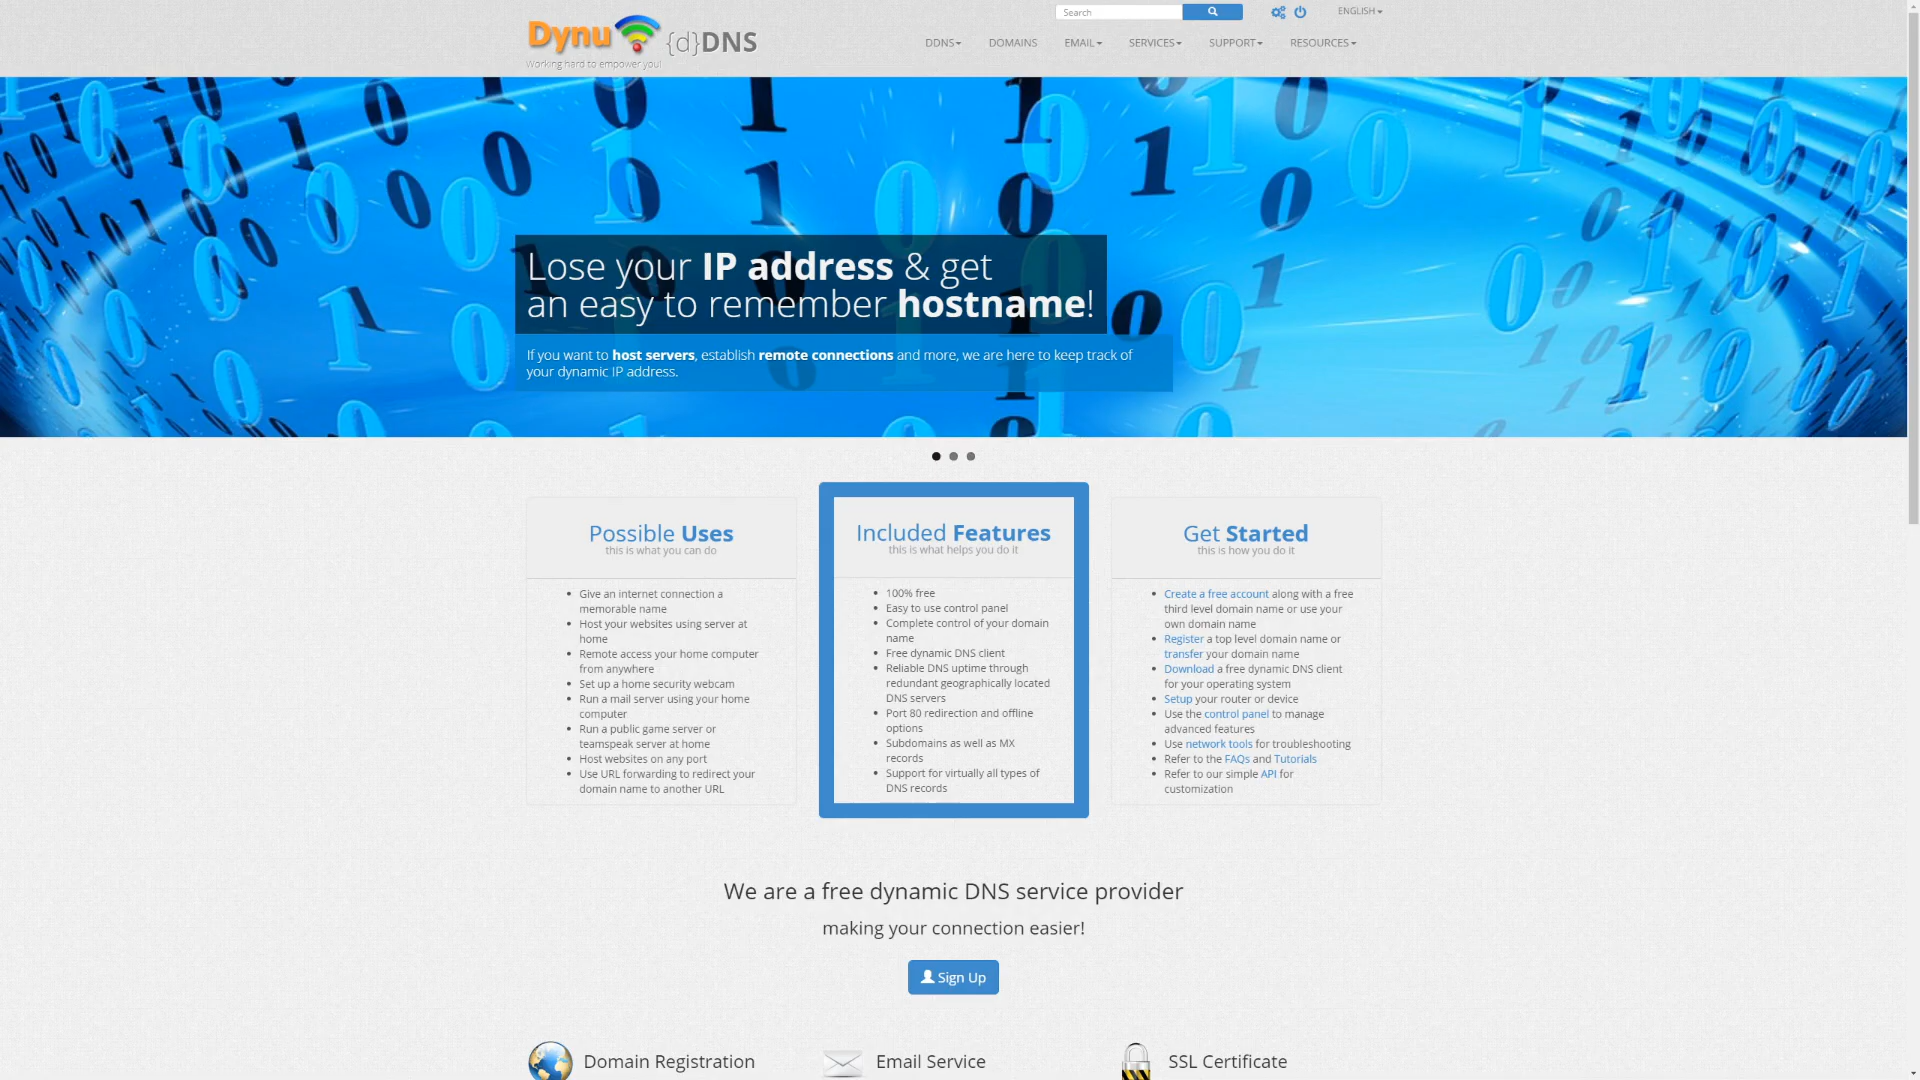 Search
ENGLISH
Dynu {d}DNS
Working hard to empower you!
DDNS DOMAINS EMAIL SERVICES SUPPORT RESOURCES
Lose your IP address & get
an easy to remember hostname!
If you want to host servers, establish remote connections and more, we are here to keep track of
your dynamic IP address.
Possible Uses
this is what you can do
Give an internet connection a
memorable name
Host your websites using server at
home
Remote access your home computer
from anywhere
Set up a home security webcam
Run a mail server using your home
computer
Run a public game server or
teamspeak server at home
Host websites on any port
Use URL forwarding to redirect your
domain name to another URL
Included Features
this is what helps you do it
100% free
Easy to use control panel
Complete control of your domain
name
Free dynamic DNS client
Reliable DNS uptime through
redundant geographically located
DNS servers
Port 80 redirection and offline
options
Subdomains as well as MX
records
Support for virtually all types of
DNS records
Get Started
this is how you do it
Create a free account along with a free
third level domain name or use your
own domain name
Register a top level domain name or
transfer your domain name
Download a free dynamic DNS client
for your operating system
Setup your router or device
Use the control panel to manage
advanced features
Use network tools for troubleshooting
Refer to the FAQs and Tutorials
Refer to our simple API for
customization
We are a free dynamic DNS service provider
making your connection easier!
Sign Up
Domain Registration
Email Service
SSL Certificate